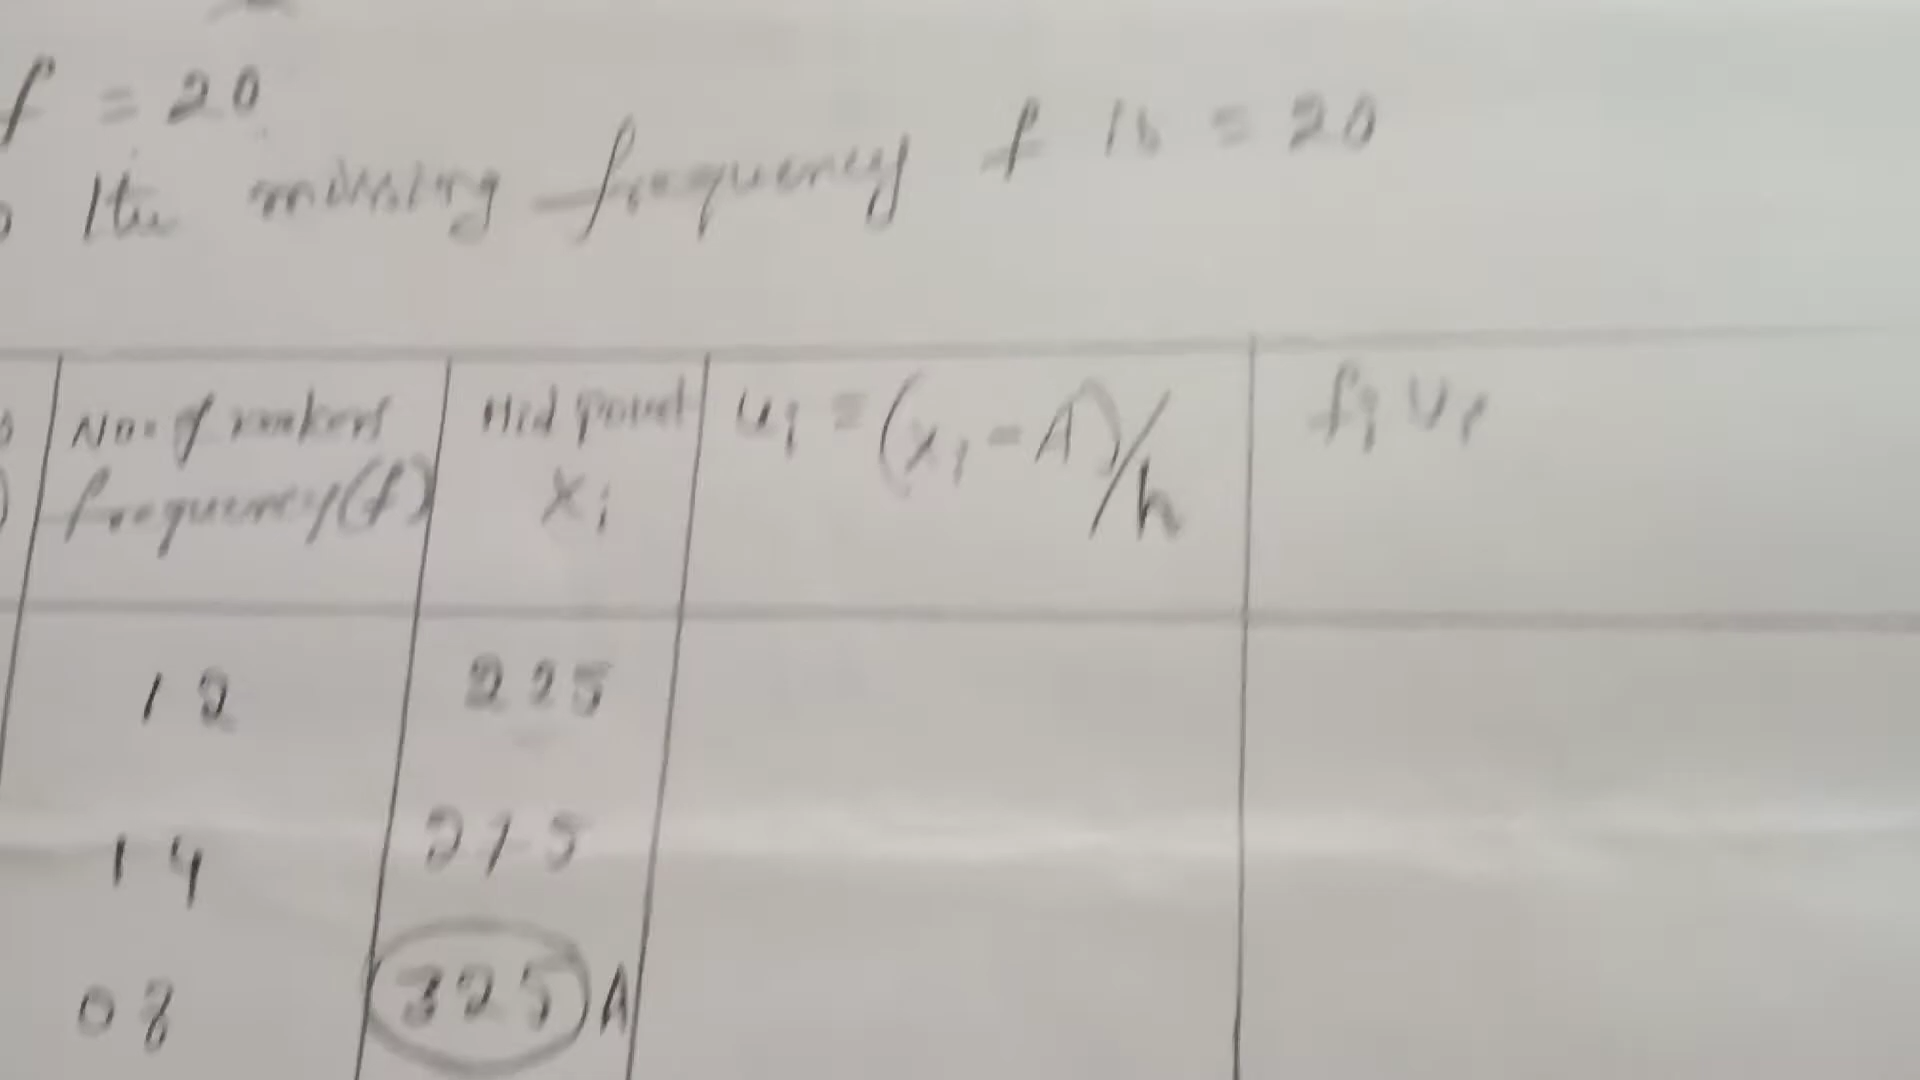 f = 20
The missing frequency f is = 20
No. of workers frequency (f)
Mid point xi
ui = (xi - A)/h
fi ui
12 225
14 275
08 325 A